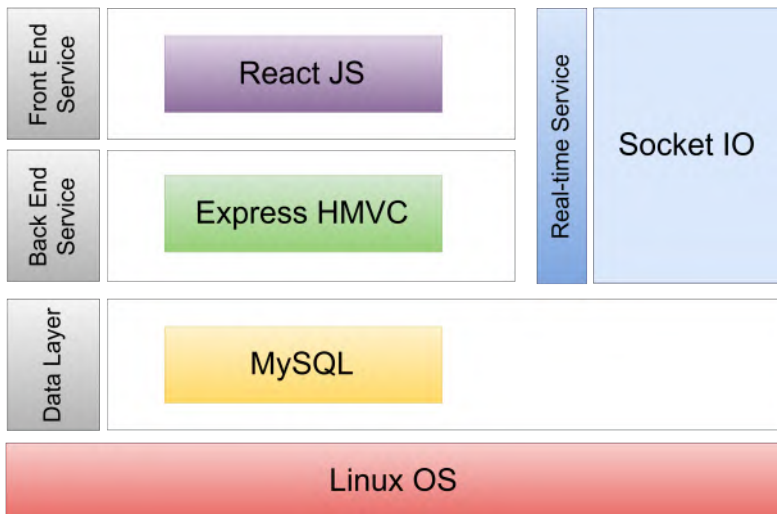 Front End
Service
React JS
Back End
Service
Express HMVC
Real-time Service
Socket IO
Data Layer
MySQL
Linux OS